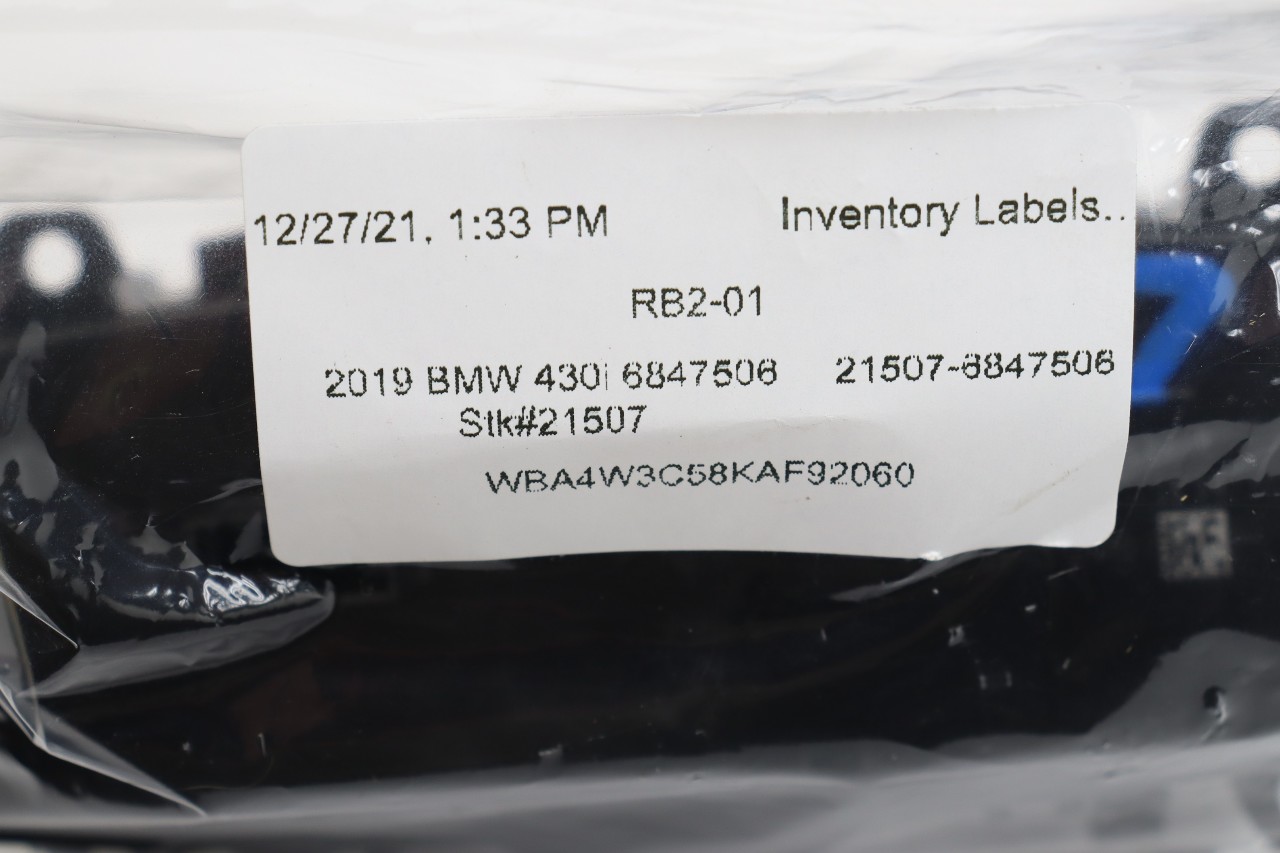 12/27/21, 1:33 PM Inventory Labels..
RB2-01
2019 BMW 430i 6847506 21507-6847506
Stk#21507
WBA4W3C58KAF92060
7